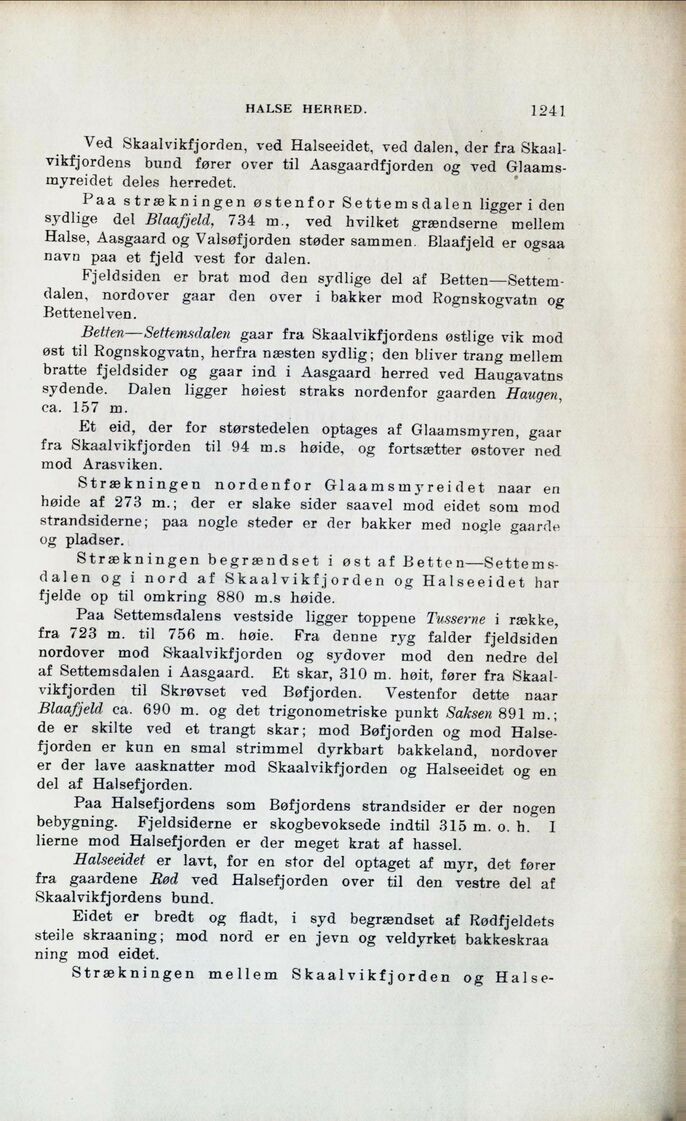 HALSE HERRED. 1241
Ved Skaalvikfjorden, ved Halseeidet, ved dalen, der fra Skaal-
vikfjordens bund fører over til Aasgaardfjorden og ved Glaams-
myreidet deles herredet.
Paa strækningen østenfor Settemsdalen ligger i den
sydlige del Blaafjeld, 734 m., ved hvilket grændserne mellem
Halse, Aasgaard og Valsøfjorden støder sammen. Blaafjeld er ogsaa
navn paa et fjeld vest for dalen.
Fjeldsiden er brat mod den sydlige del af Betten—Settem-
dalen, nordover gaar den over i bakker mod Rognskogvatn og
Bettenelven.
Betten—Settemsdalen gaar fra Skaalvikfjordens østlige vik mod
øst til Rognskogvatn, herfra næsten sydlig; den bliver trang mellem
bratte fjeldsider og gaar ind i Aasgaard herred ved Haugavatns
sydende. Dalen ligger høiest straks nordenfor gaarden Haugen,
ca. 157 m.
Et eid, der for størstedelen optages af Glaamsmyren, gaar
fra Skaalvikfjorden til 94 m.s høide, og fortsætter østover ned
mod Arasviken.
Strækningen nordenfor Glaamsmyreidet naar en
høide af 273 m.; der er slake sider saavel mod eidet som mod
strandsiderne; paa nogle steder er der bakker med nogle gaarde
og pladser.
Strækningen begrændset i øst af Betten—Settems-
dalen og i nord af Skaalvikfjorden og Halseeidet har
fjelde op til omkring 880 m.s høide.
Paa Settemsdalens vestside ligger toppene Tusserne i række,
fra 723 m. til 756 m. høie. Fra denne ryg falder fjeldsiden
nordover mod Skaalvikfjorden og sydover mod den nedre del
af Settemsdalen i Aasgaard. Et skar, 310 m. høit, fører fra Skaal-
vikfjorden til Skrøvset ved Bøfjorden. Vestenfor dette naar
Blaafjeld ca. 690 m. og det trigonometriske punkt Saksen 891 m.;
de er skilte ved et trangt skar; mod Bøfjorden og mod Halse-
fjorden er kun en smal strimmel dyrkbart bakkeland, nordover
er der lave aasknatter mod Skaalvikfjorden og Halseeidet og en
del af Halsefjorden.
Paa Halsefjordens som Bøfjordens strandsider er der nogen
bebygning. Fjeldsiderne er skogbevoksede indtil 315 m. o. h. I
lierne mod Halsefjorden er der meget krat af hassel.
Halseeidet er lavt, for en stor del optaget af myr, det fører
fra gaardene Rød ved Halsefjorden over til den vestre del af
Skaalvikfjordens bund.
Eidet er bredt og fladt, i syd begrændset af Rødfjeldets
steile skraaning; mod nord er en jevn og veldyrket bakkeskraa
ning mod eidet.
Strækningen mellem Skaalvikfjorden og Halse-